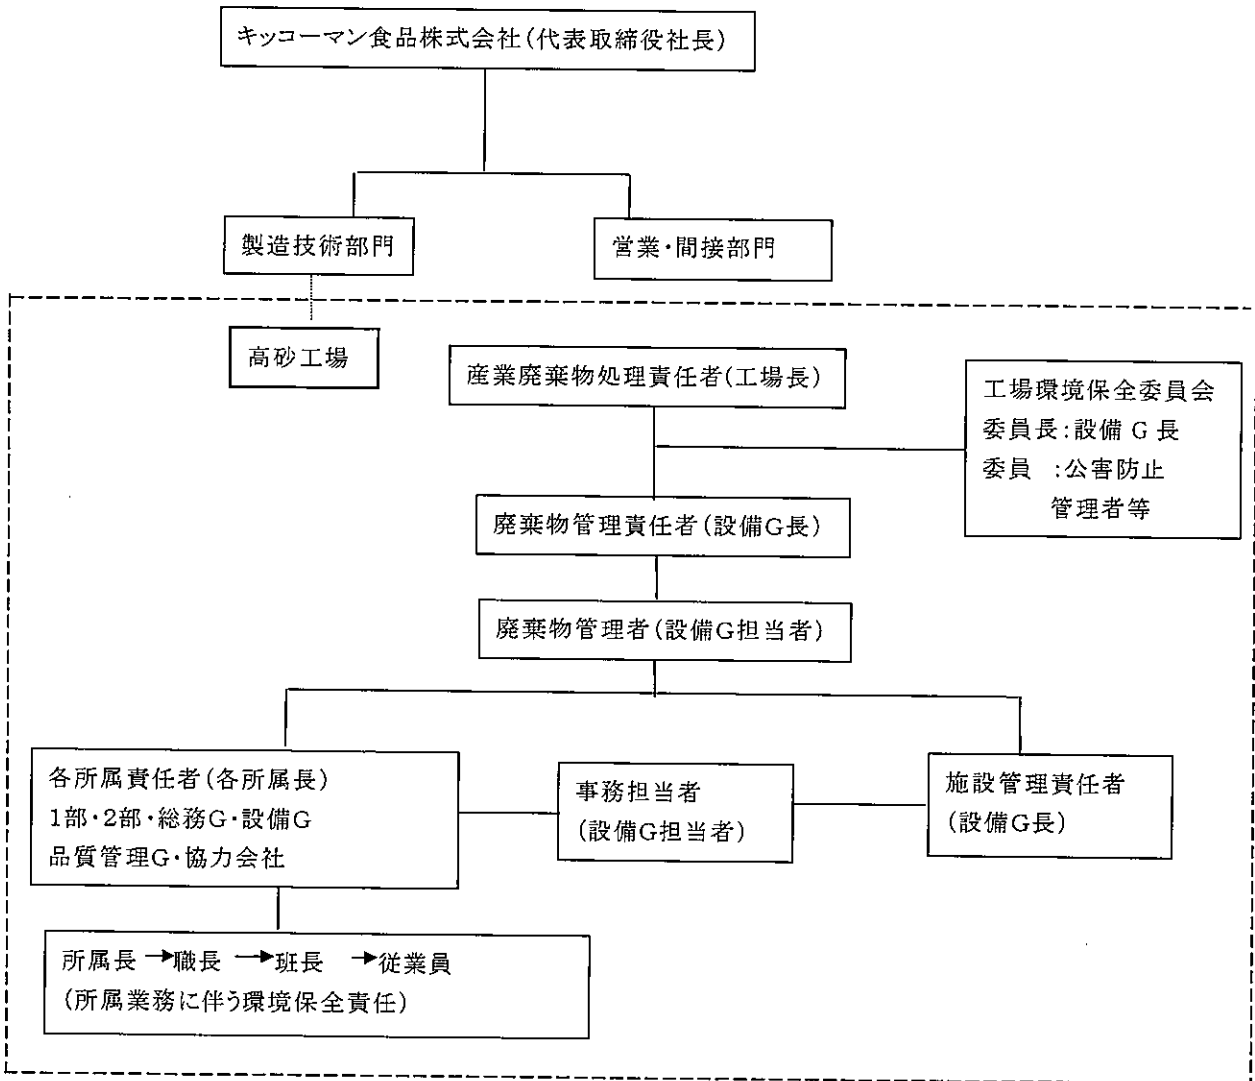 キッコーマン食品株式会社(代表取締役社長)
製造技術部門
営業・間接部門
高砂工場
産業廃棄物処理責任者(工場長)
工場環境保全委員会
委員長:設備G長
委員 :公害防止
管理者等
廃棄物管理責任者(設備G長)
廃棄物管理者(設備G担当者)
各所属責任者(各所属長)
1部・2部・総務G・設備G
品質管理G・協力会社
事務担当者
(設備G担当者)
施設管理責任者
(設備G長)
所属長→職長→班長→従業員
(所属業務に伴う環境保全責任)